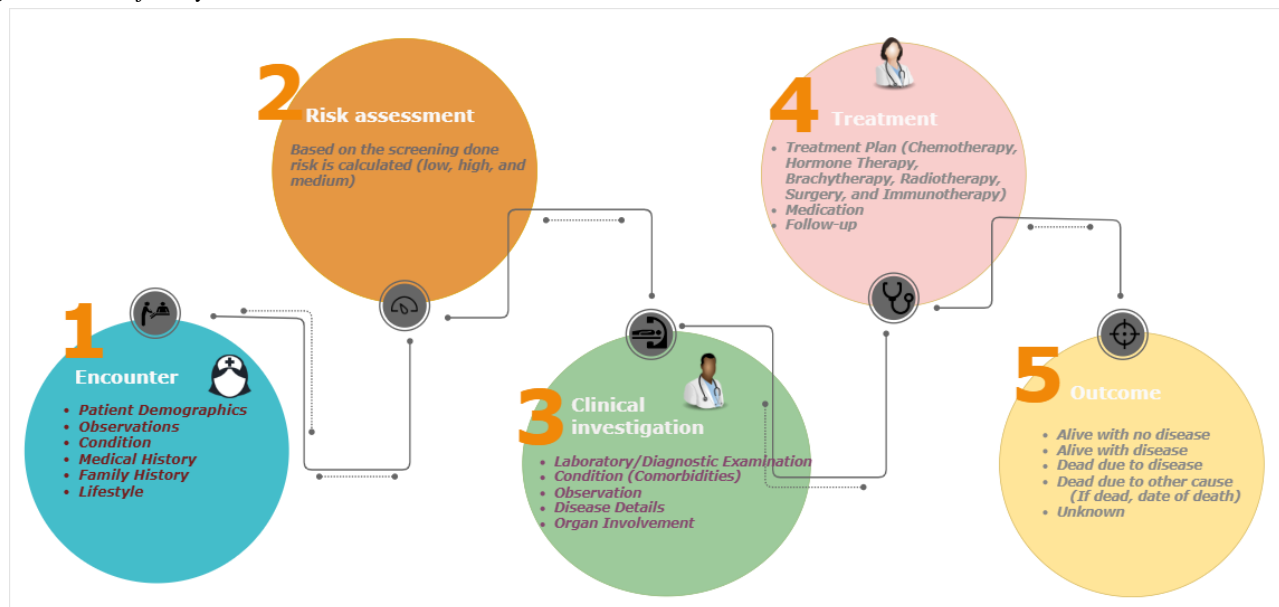 1
Encounter
• Patient Demographics
• Observations
• Condition
• Medical History
• Family History
• Lifestyle
2
Risk assessment
Based on the screening done
risk is calculated (low, high, and
medium)
3
Clinical
investigation
• Laboratory/Diagnostic Examination
• Condition (Comorbidities)
• Observation
• Disease Details
• Organ Involvement
4
Treatment
• Treatment Plan (Chemotherapy,
Hormone Therapy,
Brachytherapy, Radiotherapy,
Surgery, and Immunotherapy)
• Medication
• Follow-up
5
Outcome
• Alive with no disease
• Alive with disease
• Dead due to disease
• Dead due to other cause
(If dead, date of death)
• Unknown